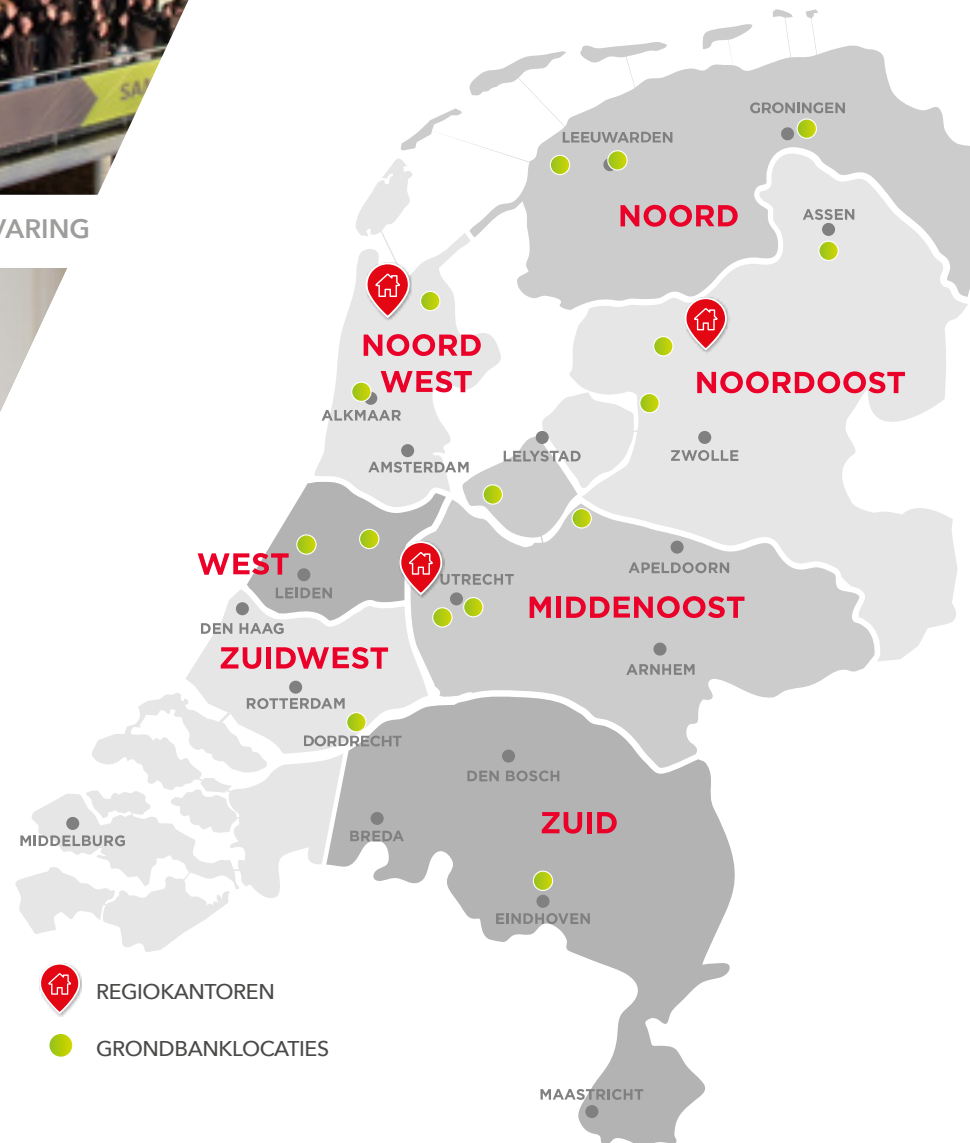 SAN
VARING
GRONINGEN
LEEUWARDEN
NOORD
ASSEN
NOORD
WEST
NOORDOOST
ALKMAAR
AMSTERDAM
LELYSTAD
ZWOLLE
WEST
LEIDEN
UTRECHT
APELDOORN
MIDDENOOST
DEN HAAG
ZUIDWEST
ARNHEM
ROTTERDAM
DORDRECHT
DEN BOSCH
ZUID
MIDDELBURG
BREDA
EINDHOVEN
REGIOKANTOREN
GRONDBANKLOCATIES
MAASTRICHT